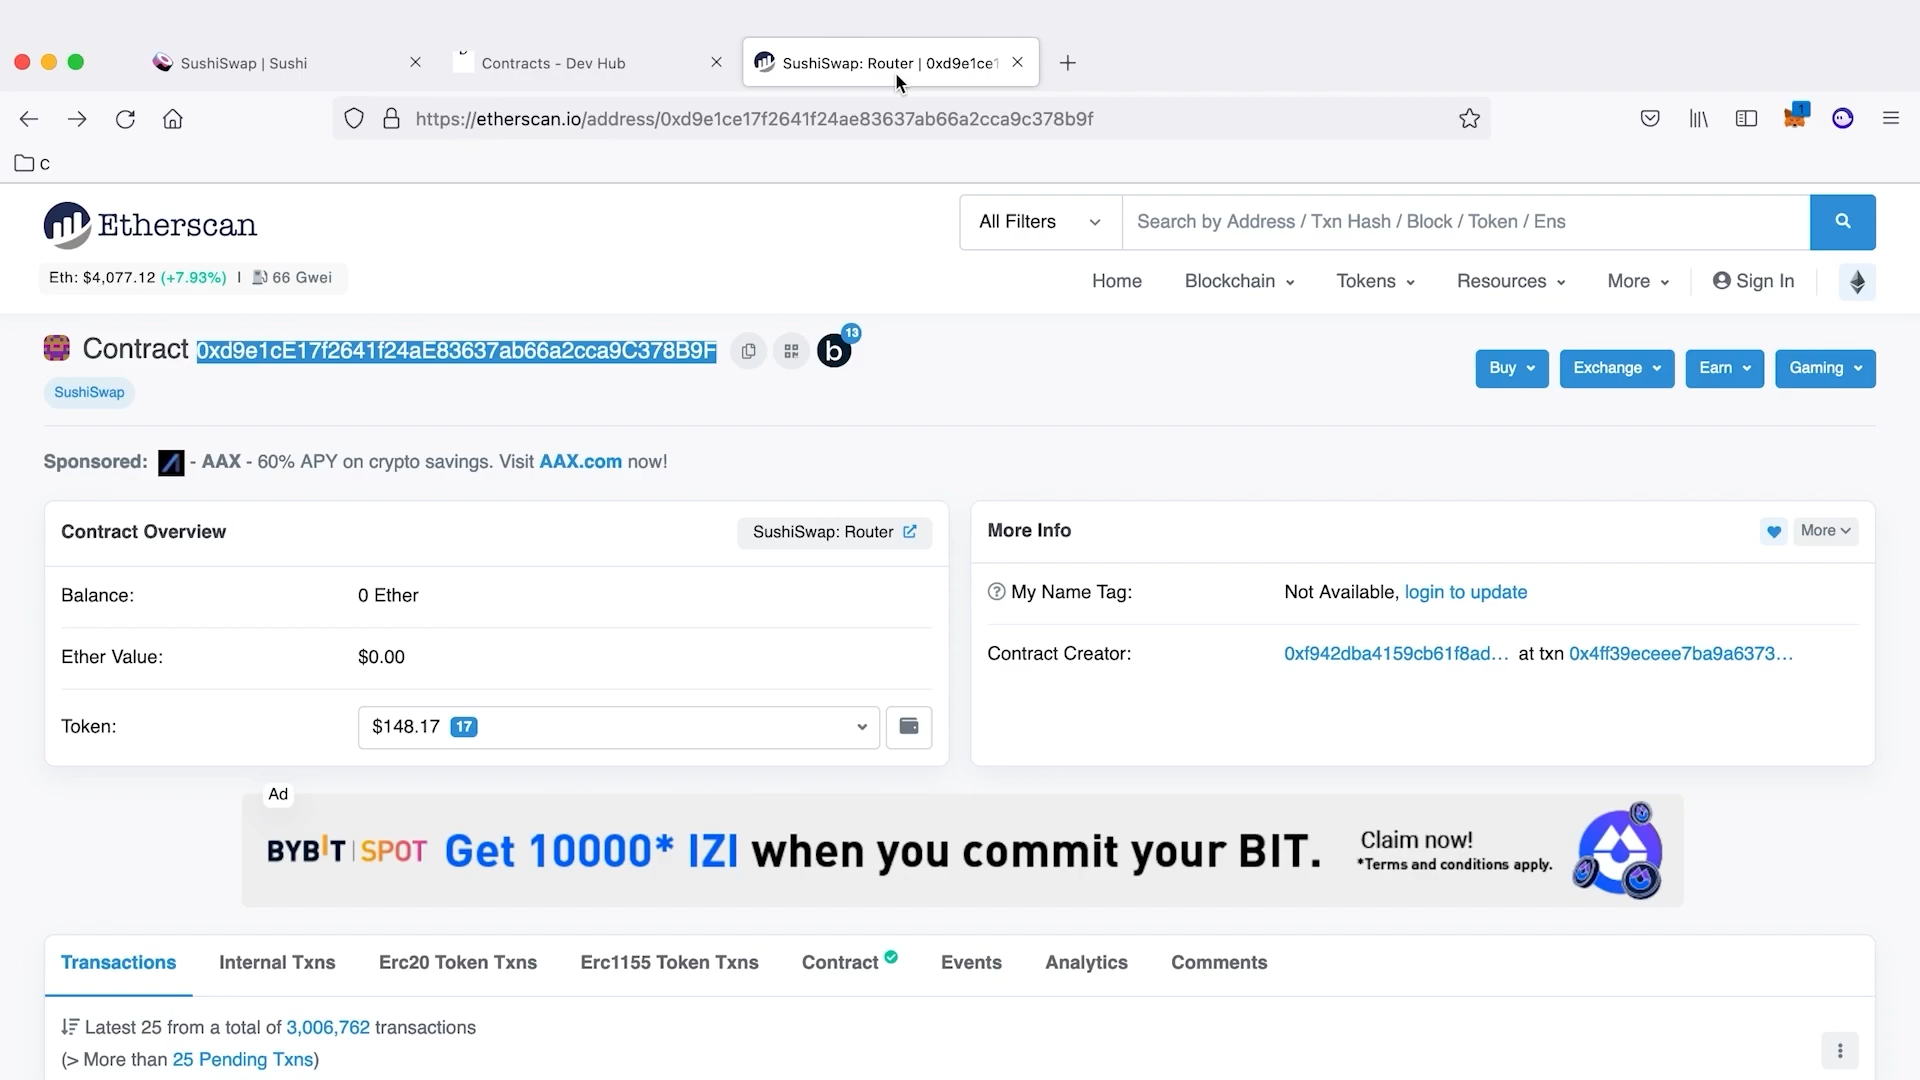 SushiSwap | Sushi
Contracts - Dev Hub
SushiSwap: Router | 0xd9e1ce1
https://etherscan.io/address/0xd9e1ce17f2641f24ae83637ab66a2cca9c378b9f
1
C
Etherscan
All Filters
Search by Address / Txn Hash / Block / Token / Ens
Eth: $4,077.12 (+7.93%) | 66 Gwei
Home
Blockchain
Tokens
Resources
More
Sign In
Contract 0xd9e1cE17f2641f24aE83637ab66a2cca9C378B9F
b
13
Buy
Exchange
Earn
Gaming
SushiSwap
Sponsored: - AAX - 60% APY on crypto savings. Visit AAX.com now!
Contract Overview
SushiSwap: Router
Balance: 0 Ether
Ether Value: $0.00
Token: $148.17 17
More Info
More
My Name Tag: Not Available, login to update
Contract Creator: 0xf942dba4159cb61f8ad... at txn 0x4ff39eceee7ba9a6373...
Ad
BYBIT | SPOT Get 10000* IZI when you commit your BIT.
Claim now!
*Terms and conditions apply.
Transactions
Internal Txns
Erc20 Token Txns
Erc1155 Token Txns
Contract
Events
Analytics
Comments
Latest 25 from a total of 3,006,762 transactions
(> More than 25 Pending Txns)